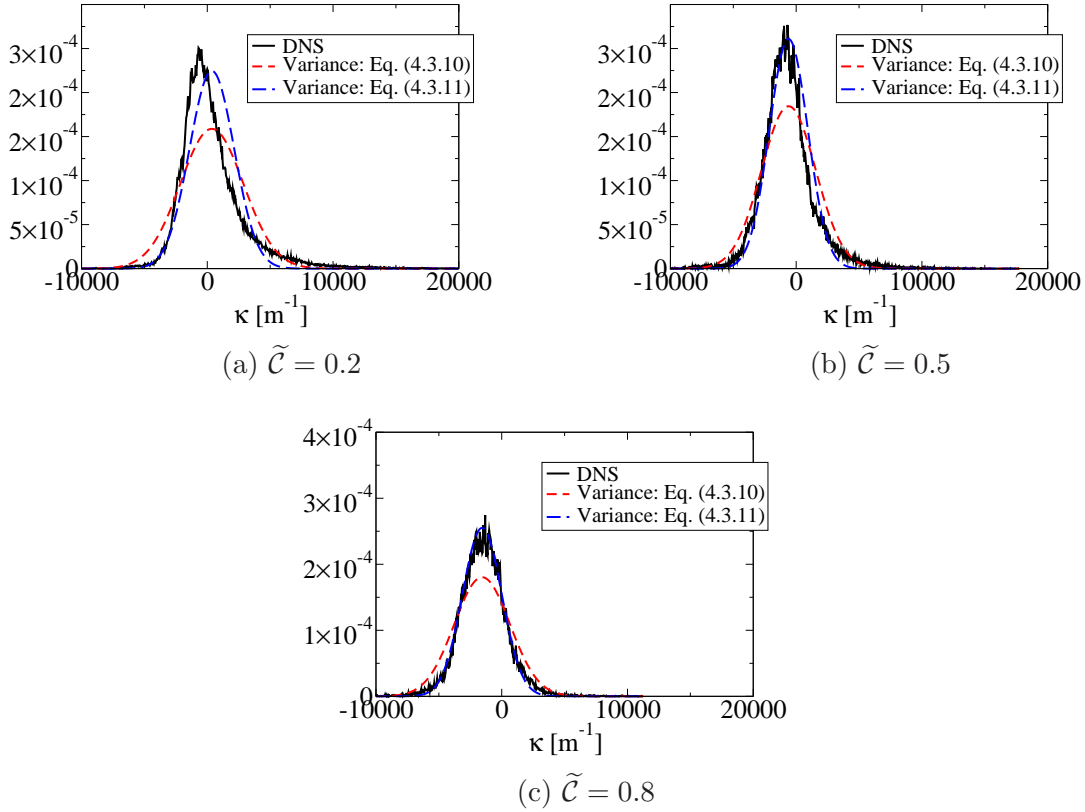 3×10⁻⁴
2×10⁻⁴
2×10⁻⁴
1×10⁻⁴
5×10⁻⁵
0
DNS
Variance: Eq. (4.3.10)
Variance: Eq. (4.3.11)
-10000 0 10000 20000
κ [m⁻¹]
(a) C̃ = 0.2
3×10⁻⁴
2×10⁻⁴
2×10⁻⁴
1×10⁻⁴
5×10⁻⁵
0
DNS
Variance: Eq. (4.3.10)
Variance: Eq. (4.3.11)
-10000 0 10000 20000
κ [m⁻¹]
(b) C̃ = 0.5
4×10⁻⁴
3×10⁻⁴
2×10⁻⁴
1×10⁻⁴
0
DNS
Variance: Eq. (4.3.10)
Variance: Eq. (4.3.11)
-10000 0 10000 20000
κ [m⁻¹]
(c) C̃ = 0.8